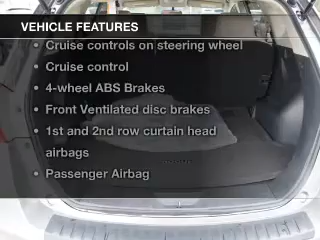 VEHICLE FEATURES
• Cruise controls on steering wheel
• Cruise control
• 4-wheel ABS Brakes
• Front Ventilated disc brakes
• 1st and 2nd row curtain head
airbags
• Passenger Airbag